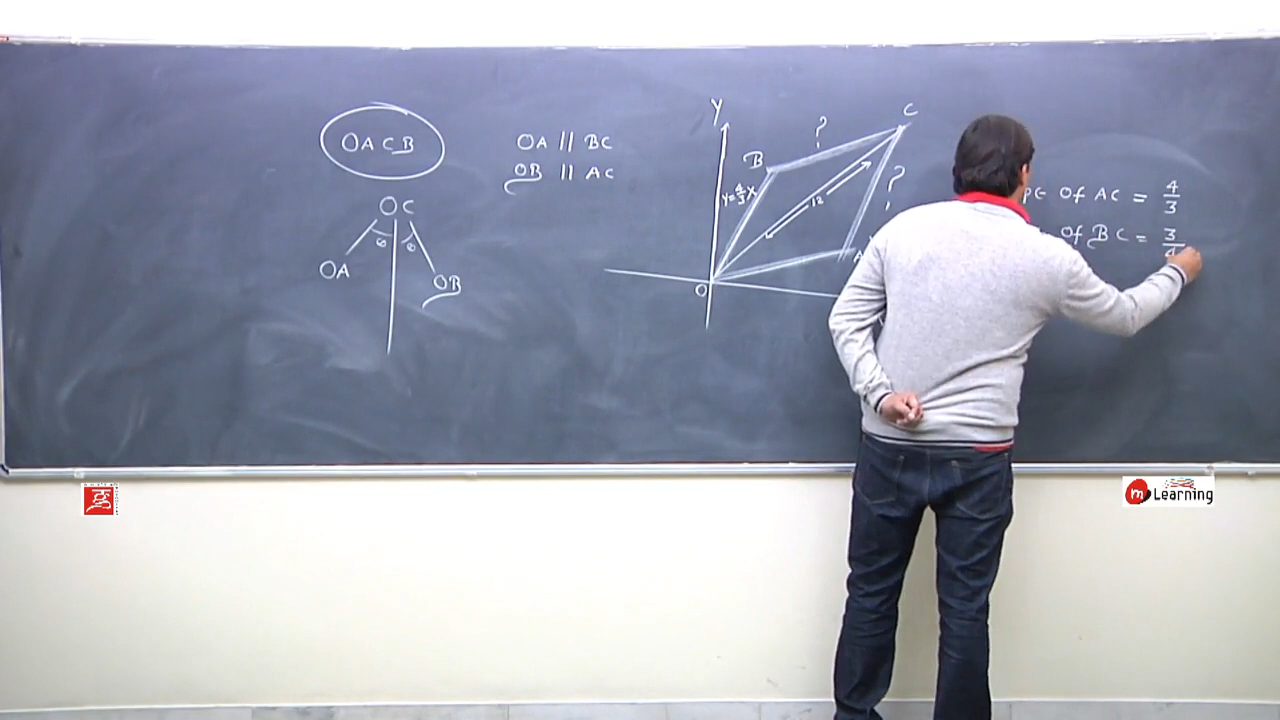 OACB
OC
OA
OB
OA || BC
OB || AC
Y
C
B
?
?
Y=4/3 X
12
O
A
Of AC = 4/3
Of BC = 3/4
m Learning